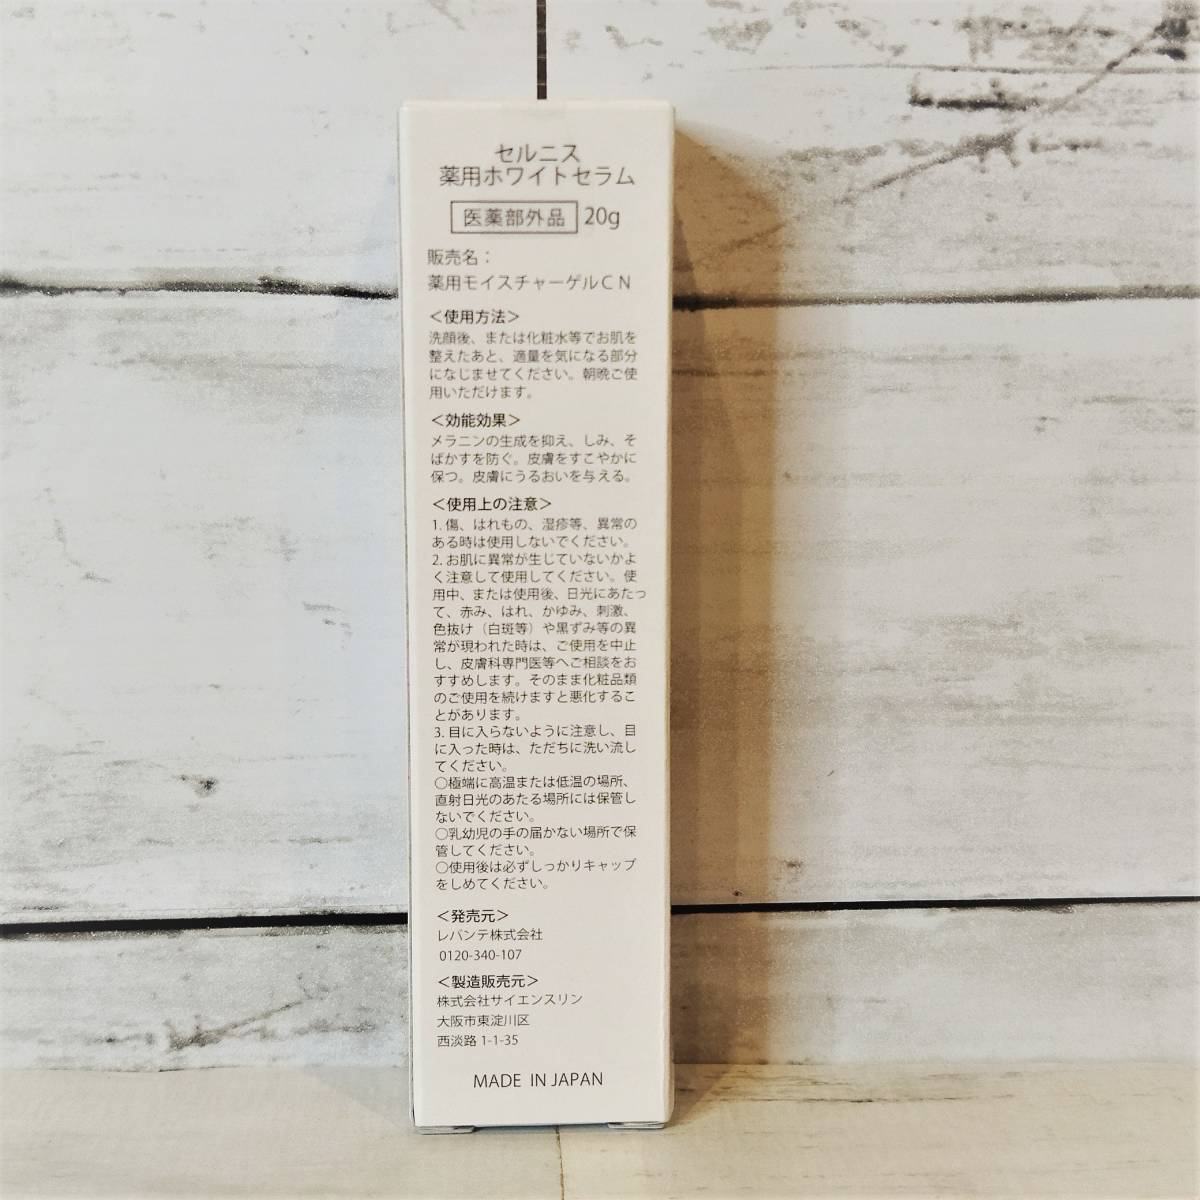 セルニス
薬用ホワイトセラム
医薬部外品 20g
販売名：
薬用モイスチャーゲルＣＮ
＜使用方法＞
洗顔後、または化粧水等でお肌を
整えたあと、適量を気になる部分
になじませてください。朝晩ご使
用いただけます。
＜効能効果＞
メラニンの生成を抑え、しみ、そ
ばかすを防ぐ。皮膚をすこやかに
保つ。皮膚にうるおいを与える。
＜使用上の注意＞
1. 傷、はれもの、湿疹等、異常の
ある時は使用しないでください。
2. お肌に異常が生じていないかよ
く注意して使用してください。使
用中、または使用後、日光にあたっ
て、赤み、はれ、かゆみ、刺激、
色抜け（白斑等）や黒ずみ等の異
常が現われた時は、ご使用を中止
し、皮膚科専門医等へご相談をお
すすめします。そのまま化粧品類
のご使用を続けますと悪化するこ
とがあります。
3. 目に入らないように注意し、目
に入った時は、ただちに洗い流し
てください。
○極端に高温または低温の場所、
直射日光のあたる場所には保管し
ないでください。
○乳幼児の手の届かない場所で保
管してください。
○使用後は必ずしっかりキャップ
をしめてください。
＜発売元＞
レバンテ株式会社
0120-340-107
＜製造販売元＞
株式会社サイエンスリン
大阪市東淀川区
西淡路 1-1-35
MADE IN JAPAN